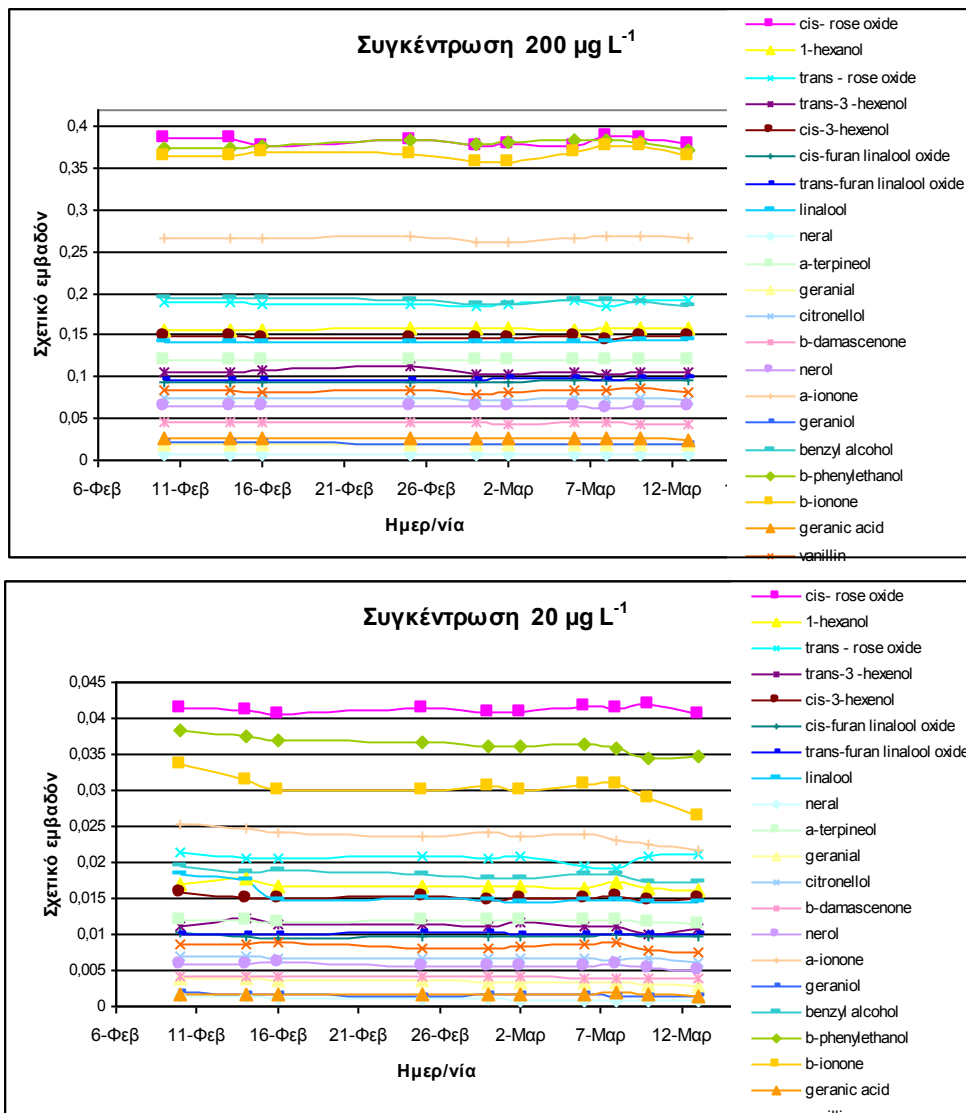 Συγκέντρωση 200 µg L-1
0,4
0,35
0,3
0,25
0,2
0,15
0,1
0,05
0
Σχετικό εμβαδόν
6-Φεβ 11-Φεβ 16-Φεβ 21-Φεβ 26-Φεβ 2-Μαρ 7-Μαρ 12-Μαρ
Ημερ/νία
cis- rose oxide
1-hexanol
trans - rose oxide
trans-3 -hexenol
cis-3-hexenol
cis-furan linalool oxide
trans-furan linalool oxide
linalool
neral
a-terpineol
geranial
citronellol
b-damascenone
nerol
a-ionone
geraniol
benzyl alcohol
b-phenylethanol
b-ionone
geranic acid
vanillin
Συγκέντρωση 20 µg L-1
0,045
0,04
0,035
0,03
0,025
0,02
0,015
0,01
0,005
0
Σχετικό εμβαδόν
6-Φεβ 11-Φεβ 16-Φεβ 21-Φεβ 26-Φεβ 2-Μαρ 7-Μαρ 12-Μαρ
Ημερ/νία
cis- rose oxide
1-hexanol
trans - rose oxide
trans-3 -hexenol
cis-3-hexenol
cis-furan linalool oxide
trans-furan linalool oxide
linalool
neral
a-terpineol
geranial
citronellol
b-damascenone
nerol
a-ionone
geraniol
benzyl alcohol
b-phenylethanol
b-ionone
geranic acid